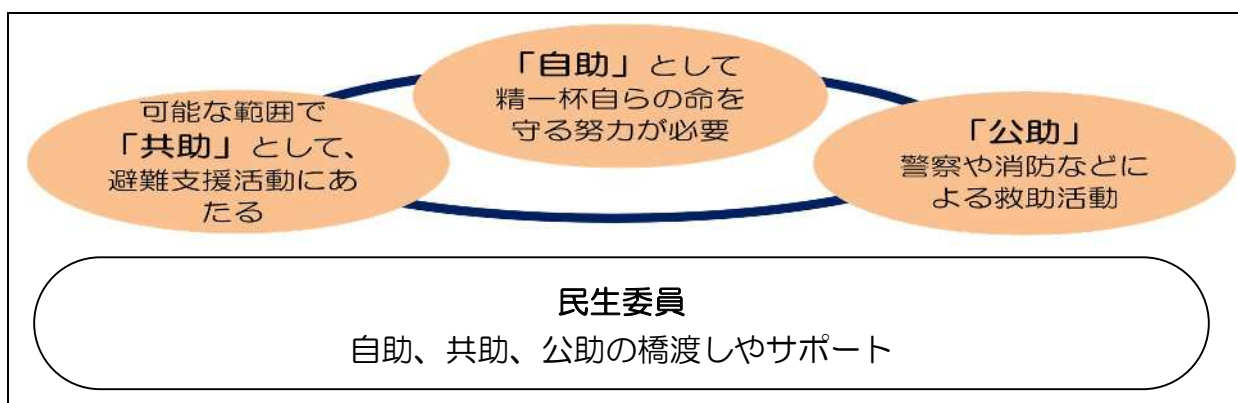 「自助」として
精一杯自らの命を
守る努力が必要
可能な範囲で
「共助」として、
避難支援活動にあ
たる
「公助」
警察や消防などに
よる救助活動
民生委員
自助、共助、公助の橋渡しやサポート